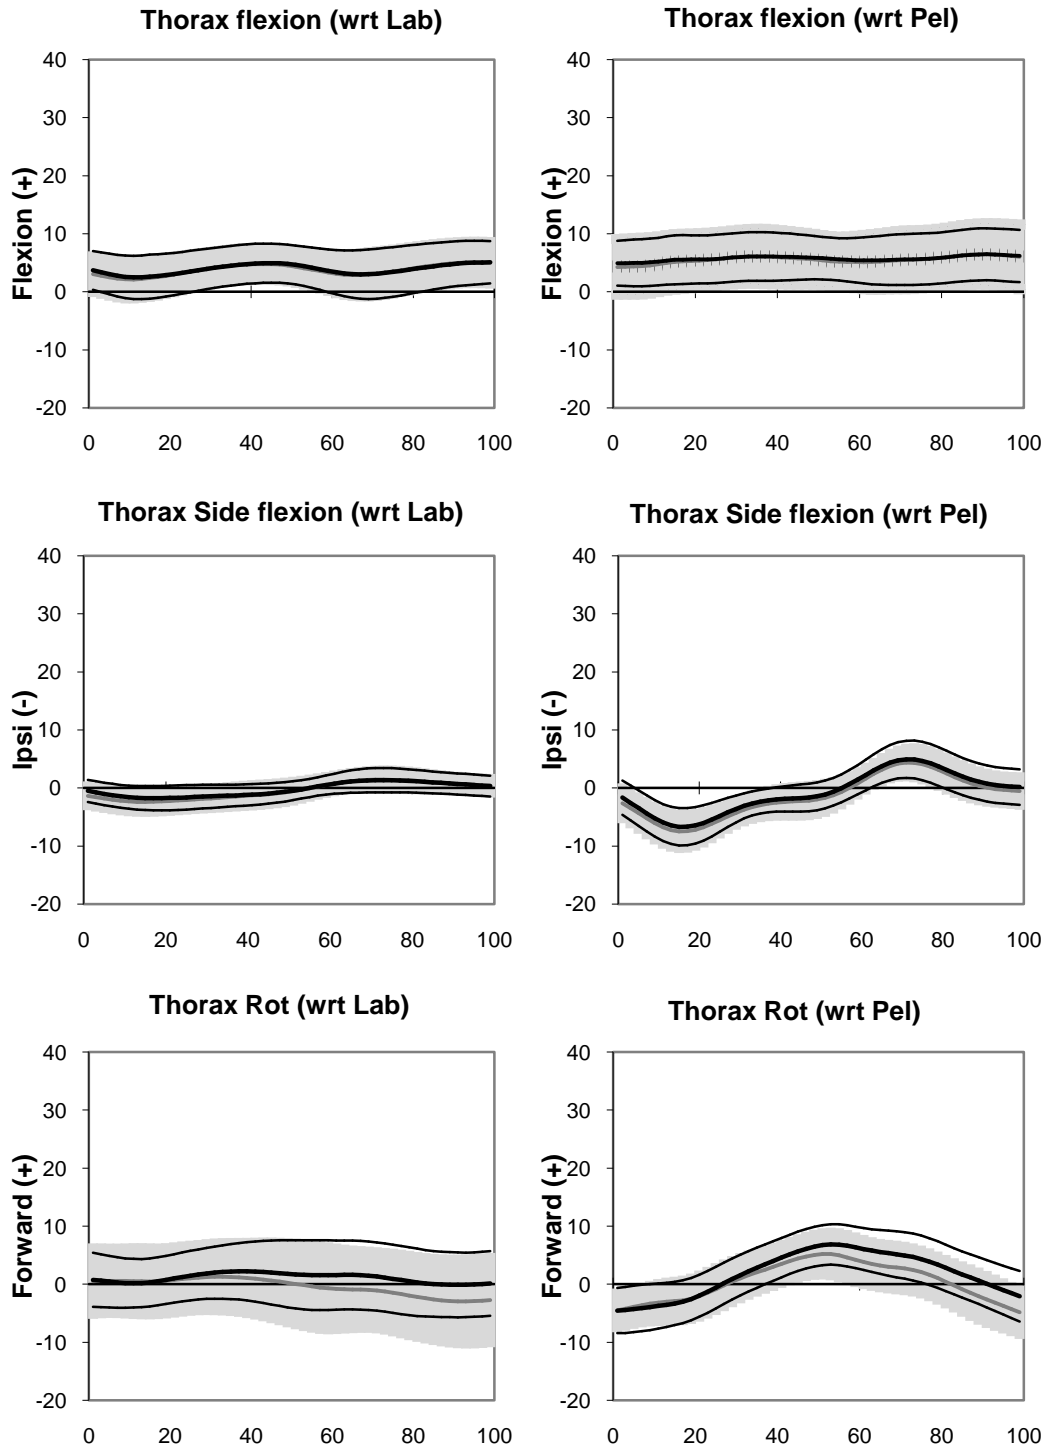 Thorax flexion (wrt Lab)
40
30
20
10
0
-10
-20
Flexion (+)
0 20 40 60 80 100
Thorax flexion (wrt Pel)
40
30
20
10
0
-10
-20
Flexion (+)
0 20 40 60 80 100
Thorax Side flexion (wrt Lab)
40
30
20
10
0
-10
-20
Ipsi (-)
0 20 40 60 80 100
Thorax Side flexion (wrt Pel)
40
30
20
10
0
-10
-20
Ipsi (-)
0 20 40 60 80 100
Thorax Rot (wrt Lab)
40
30
20
10
0
-10
-20
Forward (+)
0 20 40 60 80 100
Thorax Rot (wrt Pel)
40
30
20
10
0
-10
-20
Forward (+)
0 20 40 60 80 100